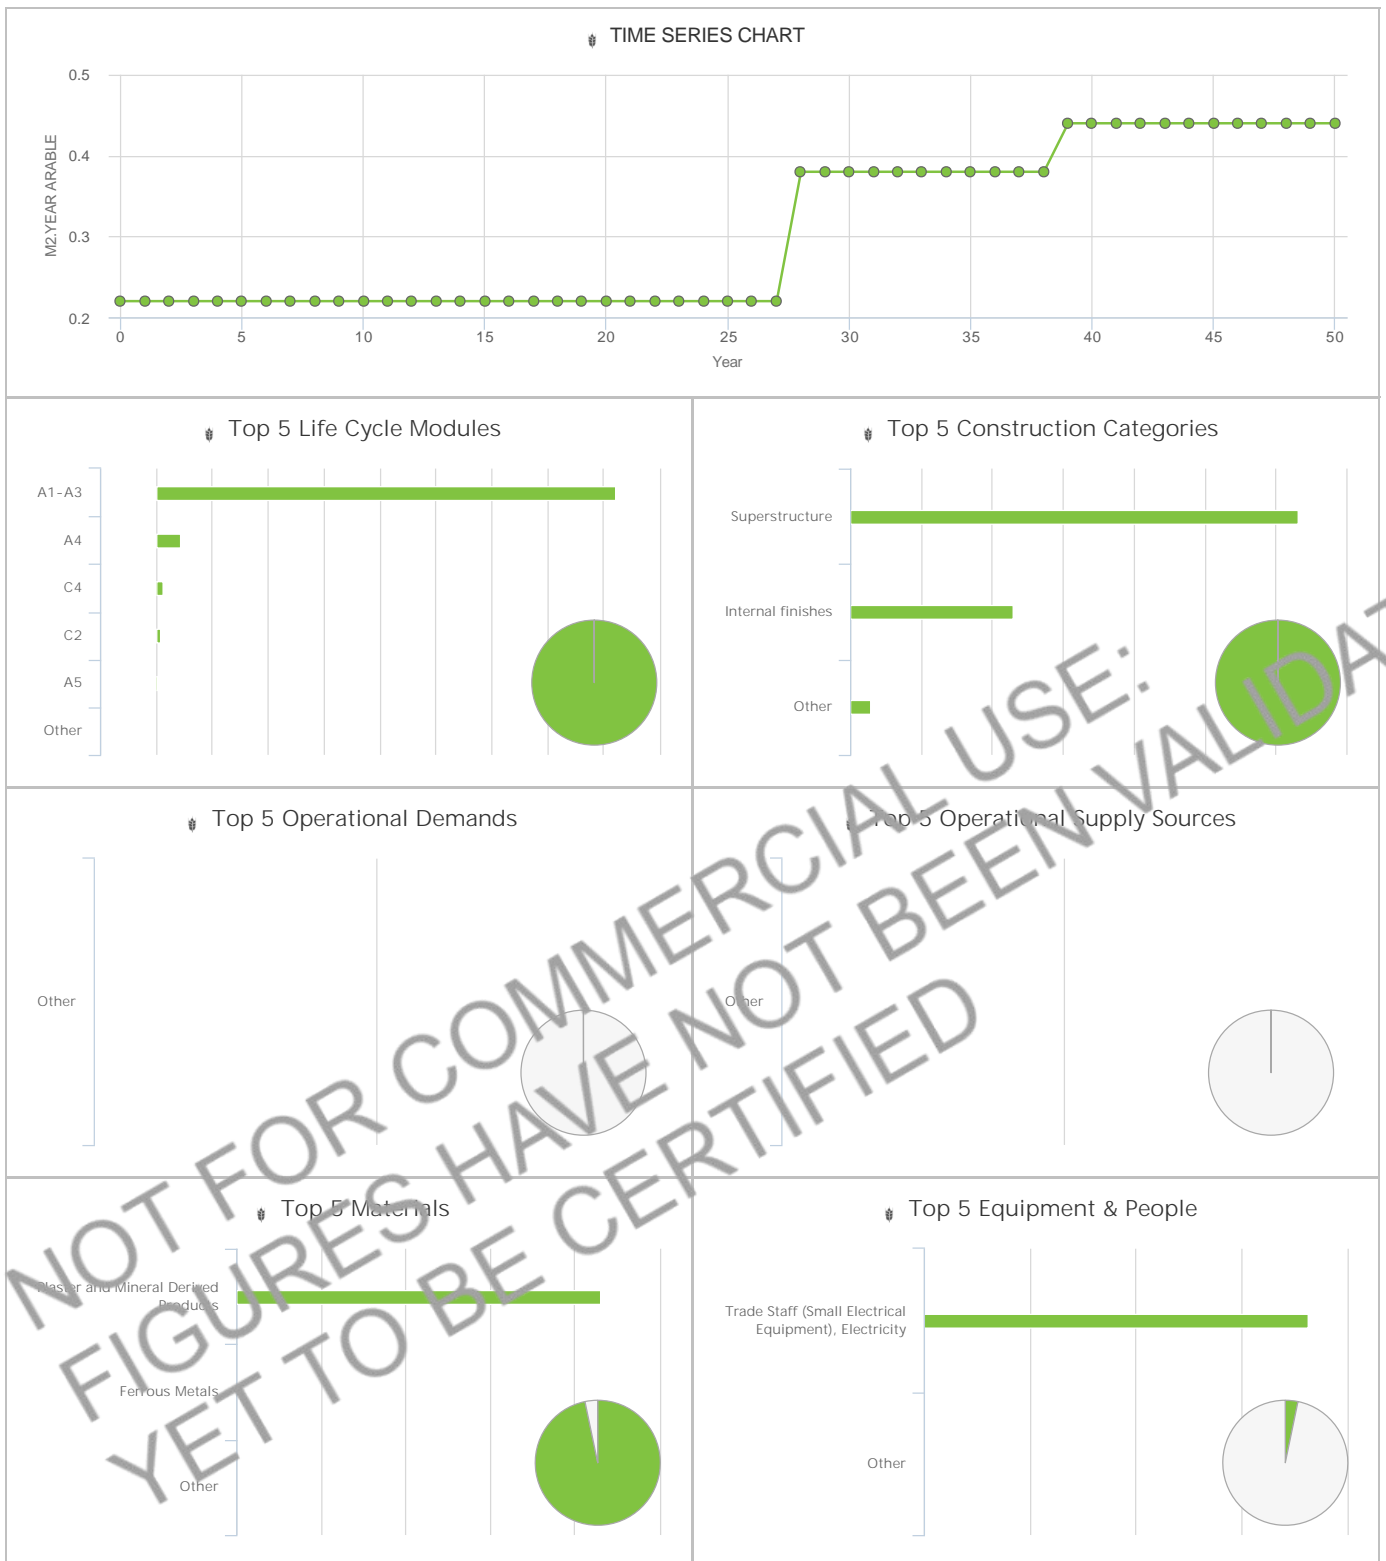 TIME SERIES CHART
M2.YEAR ARABLE
0.5
0.4
0.3
0.2
0 5 10 15 20 25 30 35 40 45 50
Year
Top 5 Life Cycle Modules
A1-A3
A4
C4
C2
A5
Other
Top 5 Construction Categories
Superstructure
Internal finishes
Other
Top 5 Operational Demands
Other
Top 5 Operational Supply Sources
Other
Top 5 Materials
Plaster and Mineral Derived
Products
Ferrous Metals
Other
Top 5 Equipment & People
Trade Staff (Small Electrical
Equipment), Electricity
Other
NOT FOR COMMERCIAL USE:
FIGURES HAVE NOT BEEN VALIDAT
YET TO BE CERTIFIED